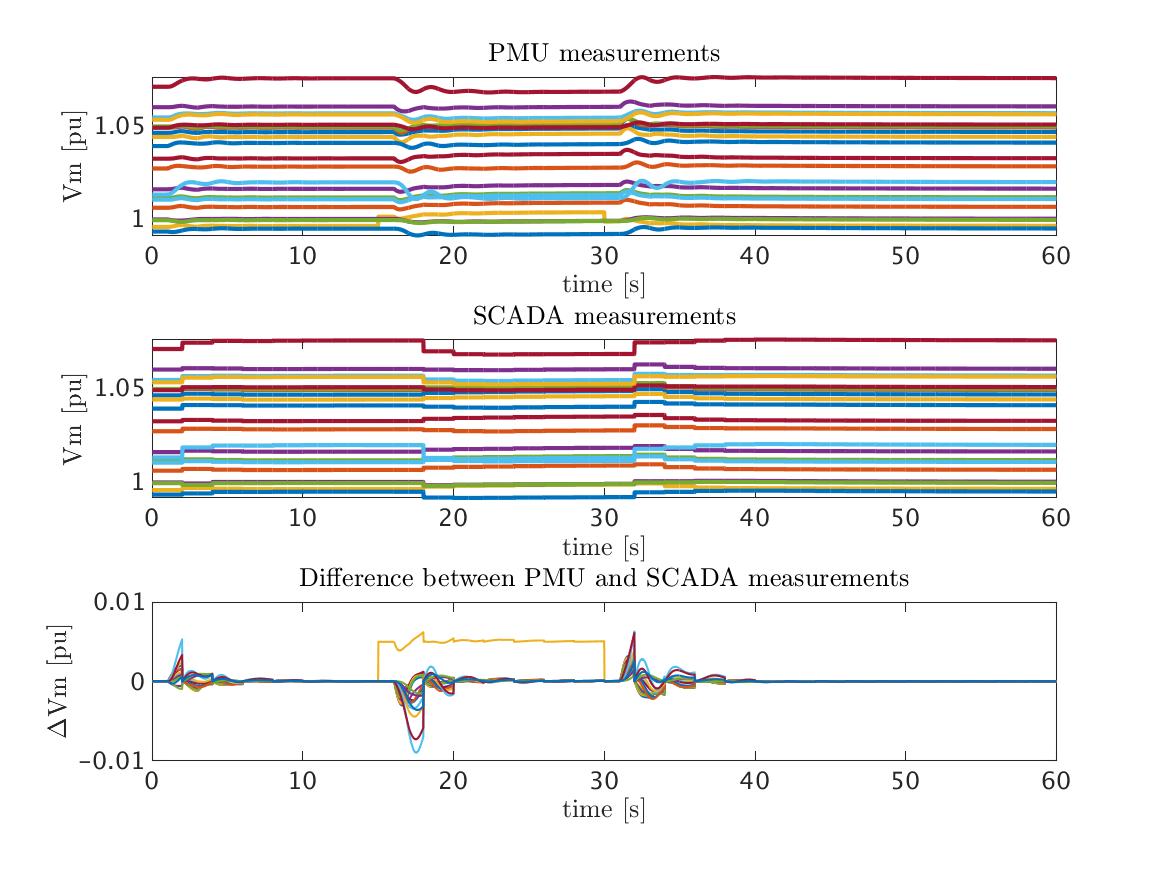 PMU measurements
Vm [pu]
1.05
1
0 10 20 30 40 50 60
time [s]
SCADA measurements
Vm [pu]
1.05
1
0 10 20 30 40 50 60
time [s]
Difference between PMU and SCADA measurements
ΔVm [pu]
0.01
0
-0.01
0 10 20 30 40 50 60
time [s]